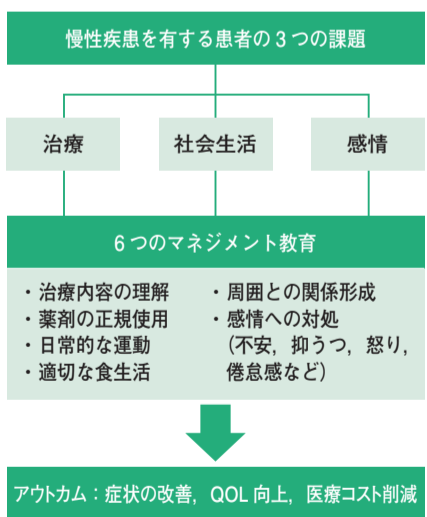 慢性疾患を有する患者の3つの課題
治療
社会生活
感情
6つのマネジメント教育
・治療内容の理解
・薬剤の正規使用
・日常的な運動
・適切な食生活
・周囲との関係形成
・感情への対処
(不安，抑うつ，怒り，
倦怠感など)
アウトカム：症状の改善，QOL向上，医療コスト削減